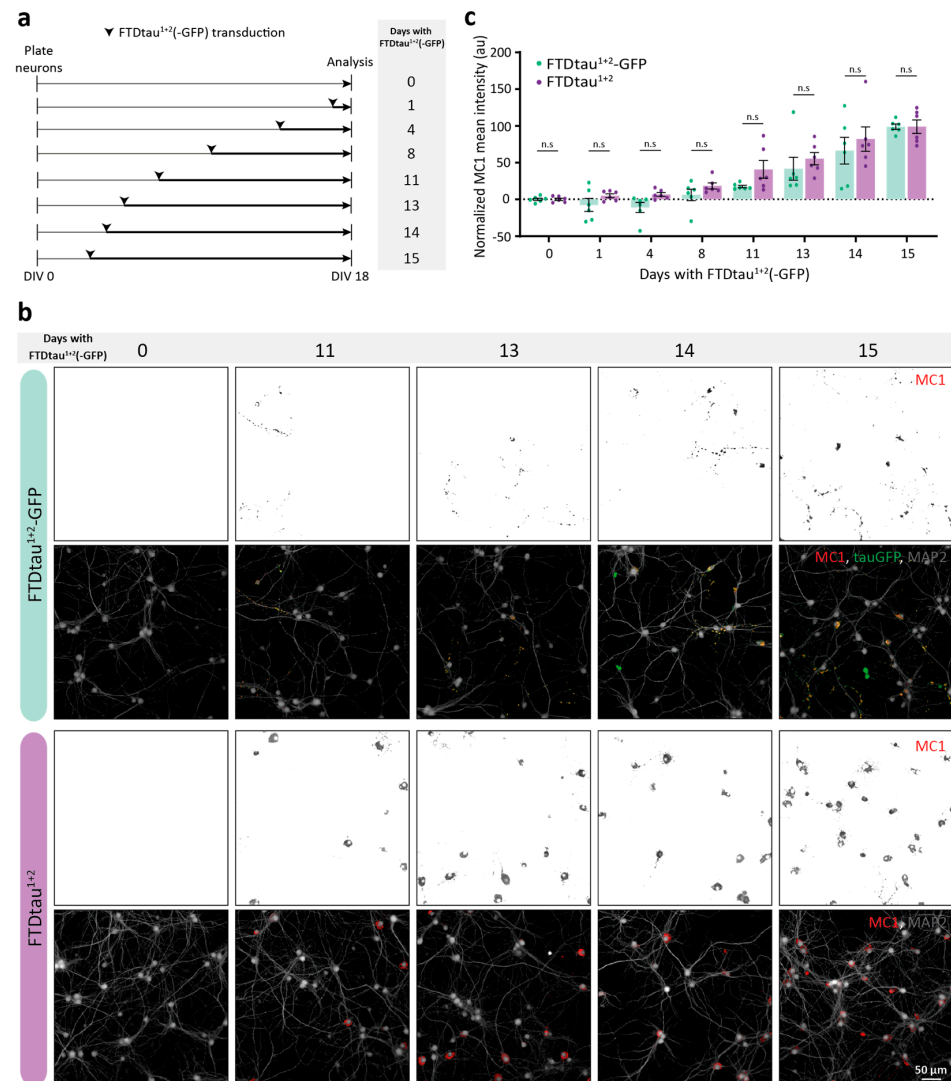 a
FTDtau¹⁺²(-GFP) transduction
Days with
FTDtau¹⁺²(-GFP)
Plate
neurons
Analysis
0
1
4
8
11
13
14
15
DIV 0
DIV 18
c
Normalized MC1 mean intensity (au)
200
150
100
50
0
-50
FTDtau¹⁺²-GFP
FTDtau¹⁺²
n.s
n.s
n.s
n.s
n.s
n.s
n.s
n.s
0 1 4 8 11 13 14 15
Days with FTDtau¹⁺²(-GFP)
b
Days with
FTDtau¹⁺²(-GFP)
0 11 13 14 15
FTDtau¹⁺²-GFP
MC1
MC1, tauGFP, MAP2
FTDtau¹⁺²
MC1
MC1, MAP2
50 µm